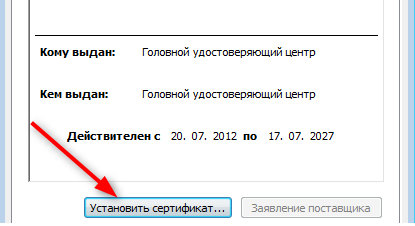 Кому выдан: Головной удостоверяющий центр
Кем выдан: Головной удостоверяющий центр
Действителен с 20. 07. 2012 по 17. 07. 2027
Установить сертификат... Заявление поставщика